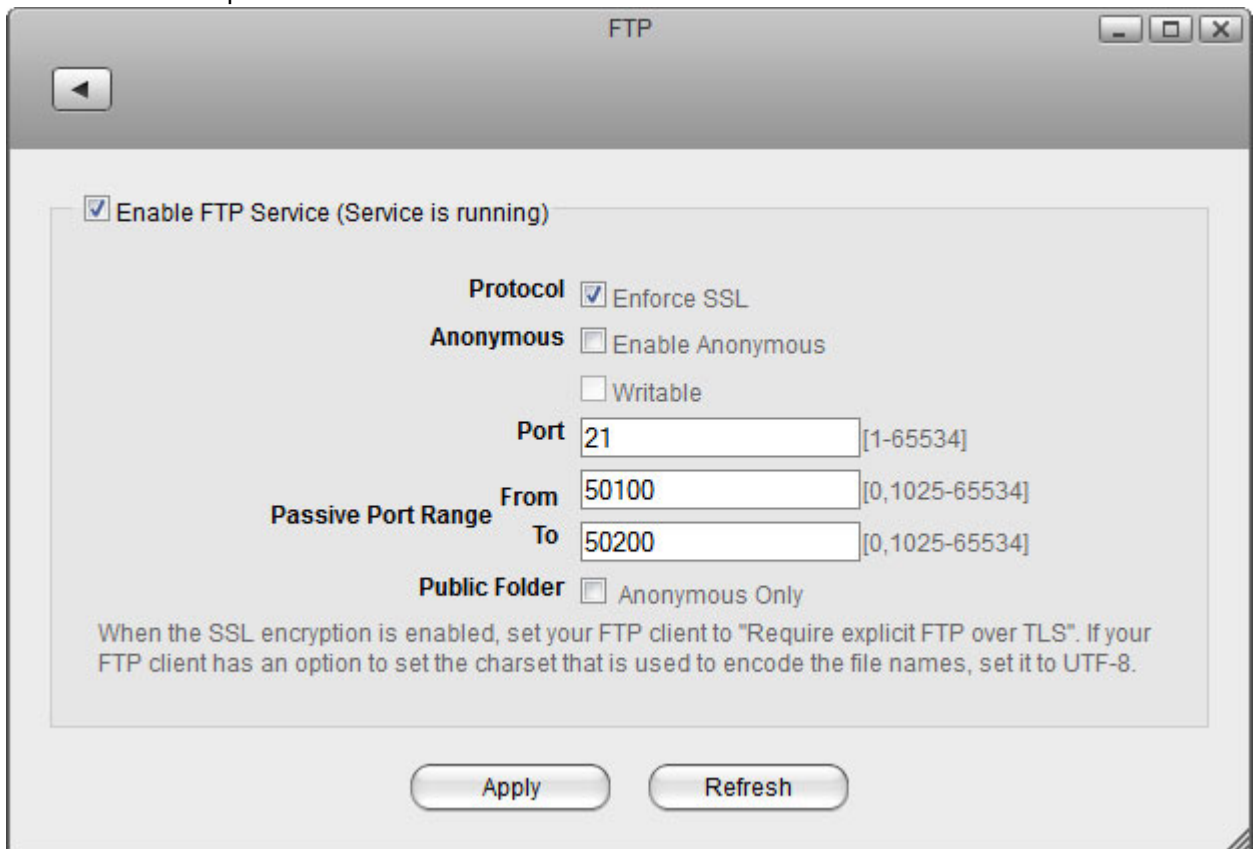 FTP
Enable FTP Service (Service is running)
Protocol Enforce SSL
Anonymous Enable Anonymous
Writable
Port 21 [1-65534]
Passive Port Range From 50100 [0,1025-65534]
To 50200 [0,1025-65534]
Public Folder Anonymous Only
When the SSL encryption is enabled, set your FTP client to "Require explicit FTP over TLS". If your
FTP client has an option to set the charset that is used to encode the file names, set it to UTF-8.
Apply Refresh